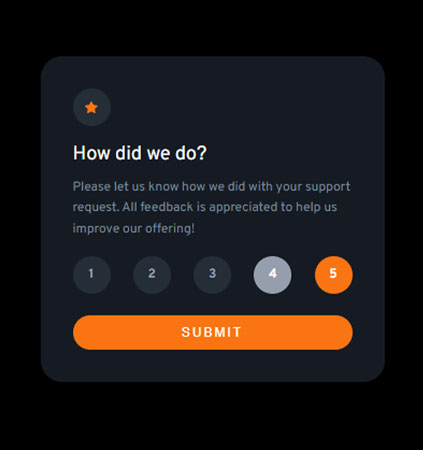 How did we do?
Please let us know how we did with your support
request. All feedback is appreciated to help us
improve our offering!
1 2 3 4 5
SUBMIT